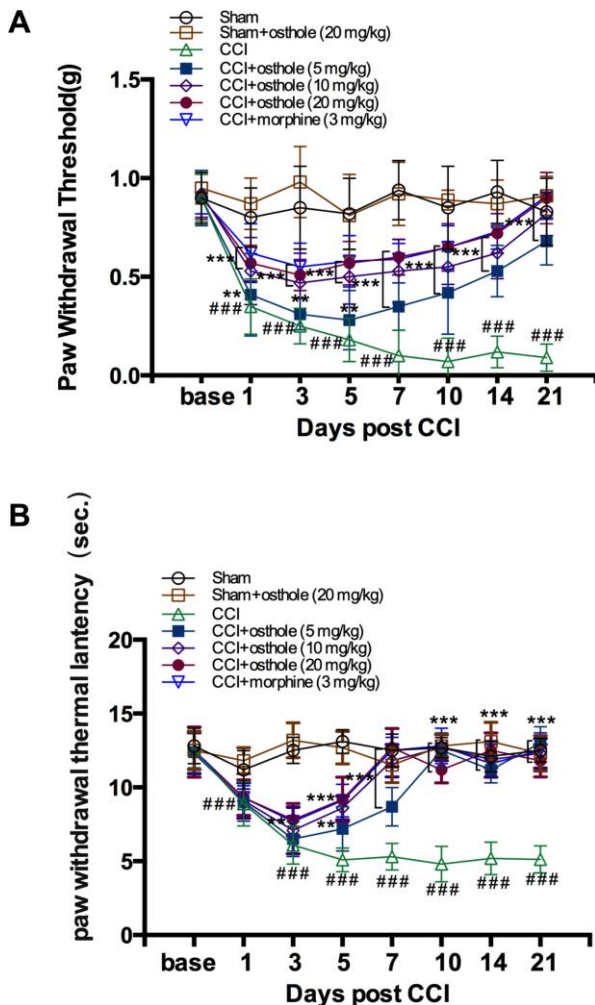 A
Sham
Sham+osthole (20 mg/kg)
CCI
CCI+osthole (5 mg/kg)
CCI+osthole (10 mg/kg)
CCI+osthole (20 mg/kg)
CCI+morphine (3 mg/kg)
Paw Withdrawal Threshold(g)
1.5
1.0
0.5
0.0
***
***
***
***
***
***
***
**
**
**
###
###
###
###
###
###
###
base 1 3 5 7 10 14 21
Days post CCI
B
paw withdrawal thermal lantency (sec.)
Sham
Sham+osthole (20 mg/kg)
CCI
CCI+osthole (5 mg/kg)
CCI+osthole (10 mg/kg)
CCI+osthole (20 mg/kg)
CCI+morphine (3 mg/kg)
20
15
10
5
0
*** *** ***
***
***
**
**
###
### ### ### ### ### ###
base 1 3 5 7 10 14 21
Days post CCI